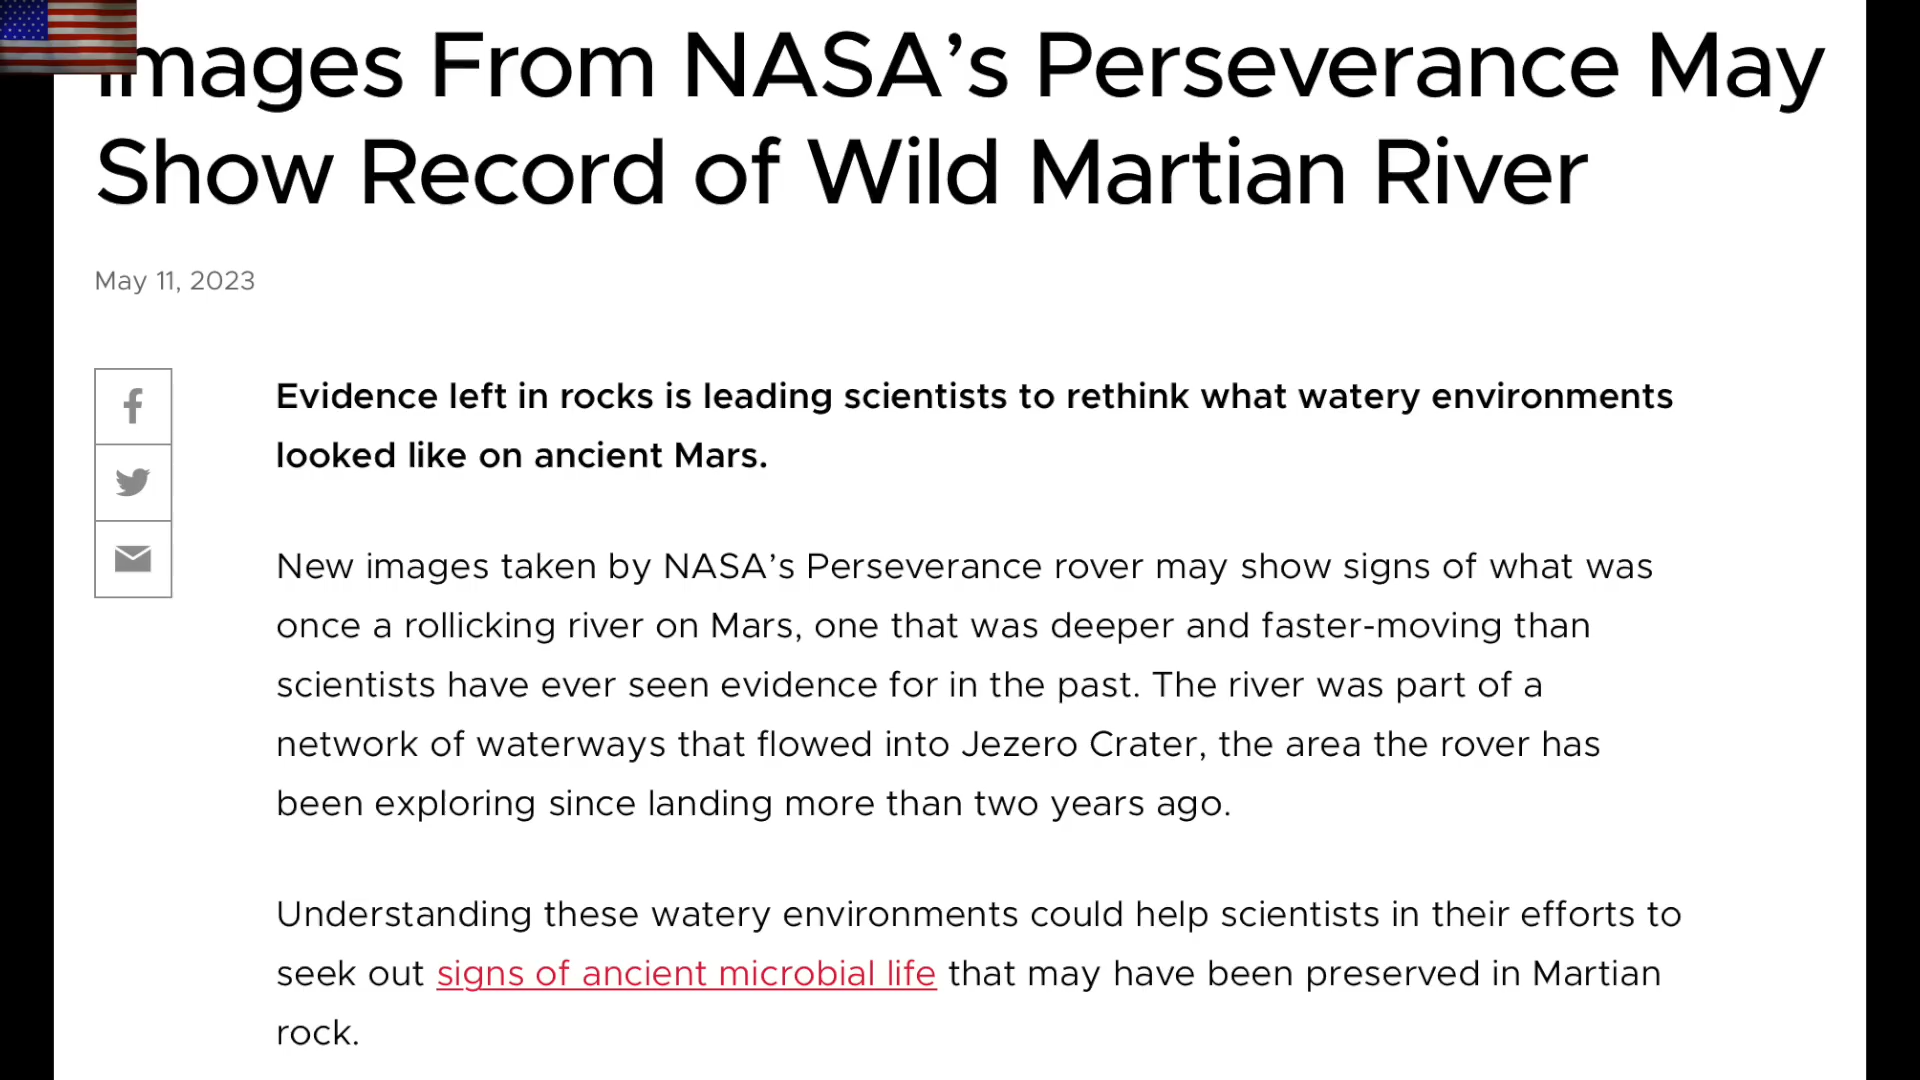 Images From NASA’s Perseverance May
Show Record of Wild Martian River
May 11, 2023
Evidence left in rocks is leading scientists to rethink what watery environments
looked like on ancient Mars.
New images taken by NASA’s Perseverance rover may show signs of what was
once a rollicking river on Mars, one that was deeper and faster-moving than
scientists have ever seen evidence for in the past. The river was part of a
network of waterways that flowed into Jezero Crater, the area the rover has
been exploring since landing more than two years ago.
Understanding these watery environments could help scientists in their efforts to
seek out signs of ancient microbial life that may have been preserved in Martian
rock.